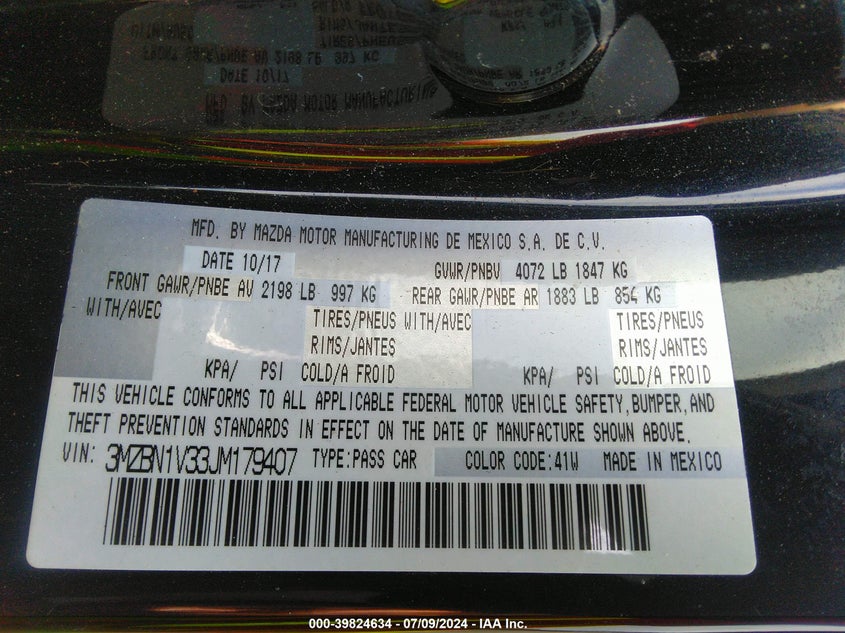 MFD. BY MAZDA MOTOR MANUFACTURING DE MEXICO S.A. DE C.V.
DATE 10/17 GVWR/PNBV 4072 LB 1847 KG
FRONT GAWR/PNBE AV 2198 LB 997 KG REAR GAWR/PNBE AR 1883 LB 854 KG
WITH/AVEC TIRES/PNEUS WITH/AVEC TIRES/PNEUS
RIMS/JANTES RIMS/JANTES
KPA/ PSI COLD/A FROID KPA/ PSI COLD/A FROID
THIS VEHICLE CONFORMS TO ALL APPLICABLE FEDERAL MOTOR VEHICLE SAFETY, BUMPER, AND
THEFT PREVENTION STANDARDS IN EFFECT ON THE DATE OF MANUFACTURE SHOWN ABOVE.
VIN: 3MZBN1V33JM179407 TYPE:PASS CAR COLOR CODE:41W MADE IN MEXICO
000-39824634 - 07/09/2024 - IAA Inc.